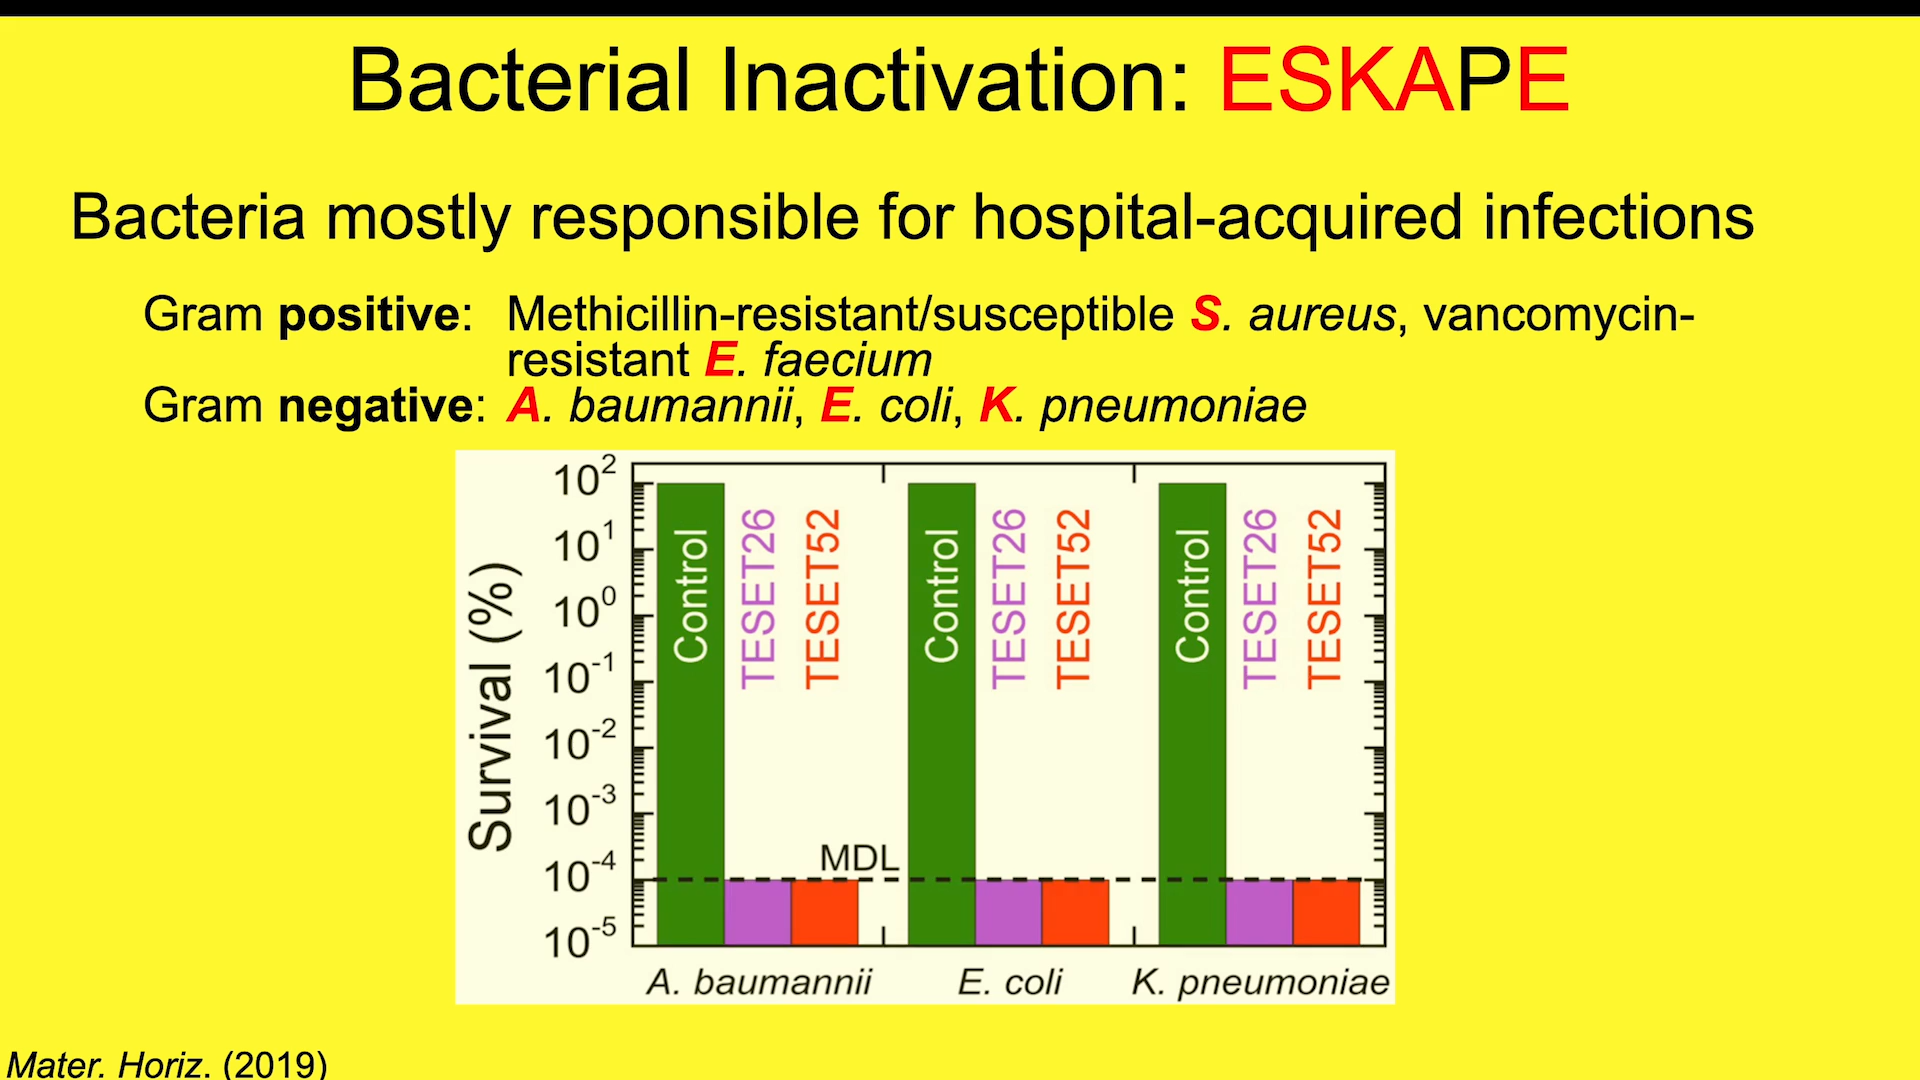 Bacterial Inactivation: ESKAPE
Bacteria mostly responsible for hospital-acquired infections
Gram positive: Methicillin-resistant/susceptible S. aureus, vancomycin-
resistant E. faecium
Gram negative: A. baumannii, E. coli, K. pneumoniae
Survival (%)
10²
10¹
10⁰
10⁻¹
10⁻²
10⁻³
10⁻⁴
10⁻⁵
Control
TESET26
TESET52
Control
TESET26
TESET52
Control
TESET26
TESET52
MDL
A. baumannii
E. coli
K. pneumoniae
Mater. Horiz. (2019)